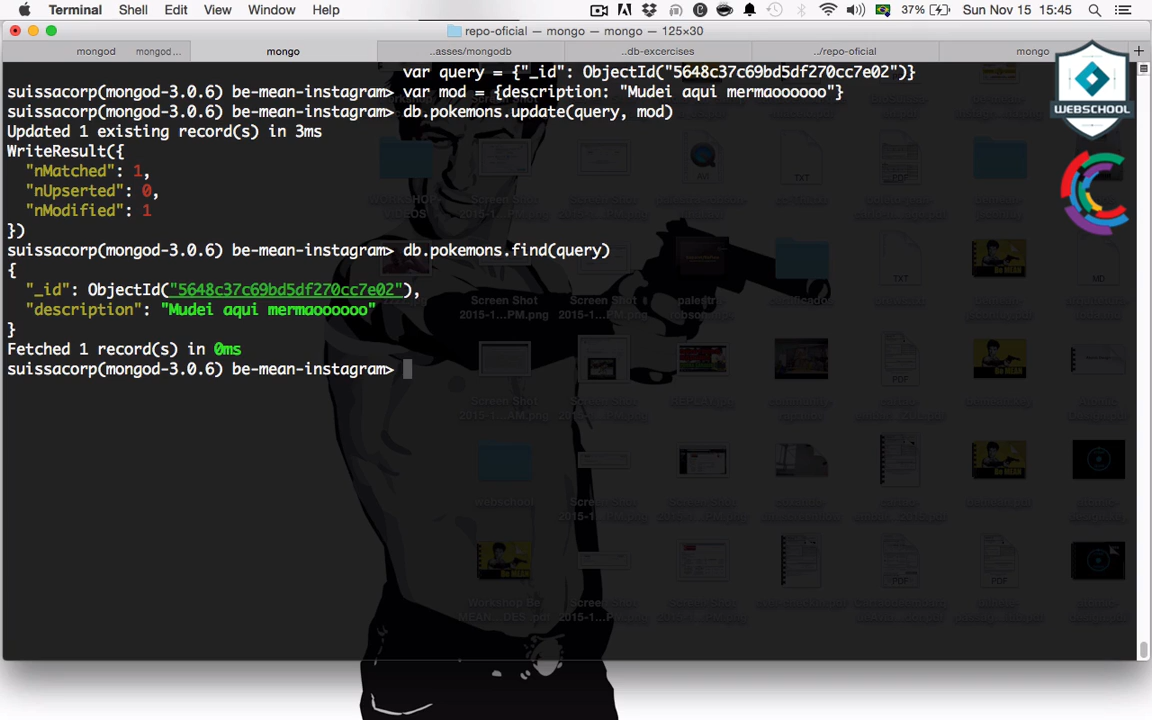 Terminal Shell Edit View Window Help 37% Sun Nov 15 15:45
repo-oficial — mongo — mongo — 125×30
mongod mongod... mongo ..asses/mongodb ..db-excercises ../repo-oficial mongo
var query = {"_id": ObjectId("5648c37c69bd5df270cc7e02")}
suissacorp(mongod-3.0.6) be-mean-instagram> var mod = {description: "Mudei aqui mermaoooooo"}
suissacorp(mongod-3.0.6) be-mean-instagram> db.pokemons.update(query, mod)
Updated 1 existing record(s) in 3ms
WriteResult({
"nMatched": 1,
"nUpserted": 0,
"nModified": 1
})
suissacorp(mongod-3.0.6) be-mean-instagram> db.pokemons.find(query)
{
"_id": ObjectId("5648c37c69bd5df270cc7e02"),
"description": "Mudei aqui mermaoooooo"
}
Fetched 1 record(s) in 0ms
suissacorp(mongod-3.0.6) be-mean-instagram>
WEBSCHOOL